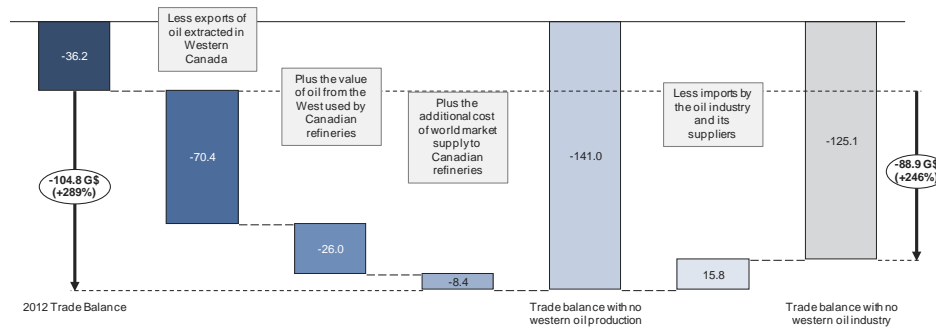 Less exports of
oil extracted in
Western
Canada
-36.2
Plus the value
of oil from the
West used by
Canadian
refineries
Plus the
additional cost
of world market
supply to
Canadian
refineries
Less imports by
the oil industry
and its
suppliers
-70.4
-141.0
-125.1
-104.8 G$
(+289%)
-88.9 G$
(+246%)
-26.0
-8.4
15.8
2012 Trade Balance
Trade balance with no
western oil production
Trade balance with no
western oil industry